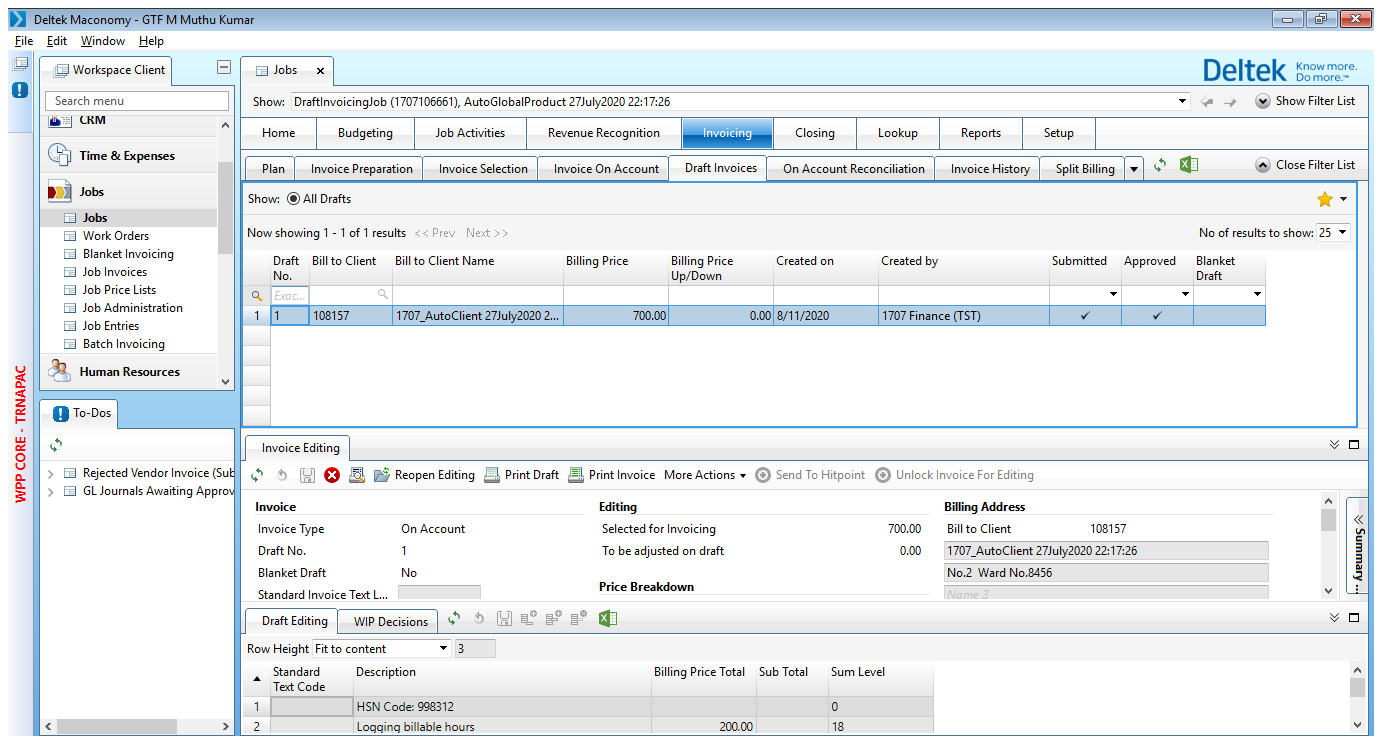 Deltek Maconomy - GTF M Muthu Kumar
File Edit Window Help
Workspace Client
Search menu
CRM
Time & Expenses
Jobs
Jobs
Work Orders
Blanket Invoicing
Job Invoices
Job Price Lists
Job Administration
Job Entries
Batch Invoicing
Human Resources
WPP CORE - TRNAPAC
To-Dos
Rejected Vendor Invoice (Sub
GL Journals Awaiting Approv
Jobs
Deltek Know more. Do more.™
Show: DraftInvoicingJob (1707106661), AutoGlobalProduct 27July2020 22:17:26 Show Filter List
Home Budgeting Job Activities Revenue Recognition Invoicing Closing Lookup Reports Setup
Plan Invoice Preparation Invoice Selection Invoice On Account Draft Invoices On Account Reconciliation Invoice History Split Billing Close Filter List
Show: All Drafts
Now showing 1 - 1 of 1 results << Prev Next >> No of results to show: 25
Draft No. Bill to Client Bill to Client Name Billing Price Billing Price Up/Down Created on Created by Submitted Approved Blanket Draft
Exac...
1 1 108157 1707_AutoClient 27July2020 2... 700.00 0.00 8/11/2020 1707 Finance (TST) ✓ ✓
Invoice Editing
Reopen Editing Print Draft Print Invoice More Actions Send To Hitpoint Unlock Invoice For Editing
Invoice Editing Billing Address
Invoice Type On Account Selected for Invoicing 700.00 Bill to Client 108157
Draft No. 1 To be adjusted on draft 0.00 1707_AutoClient 27July2020 22:17:26
Blanket Draft No No.2 Ward No.8456
Standard Invoice Text L... Price Breakdown Name 3
Summary ...
Draft Editing WIP Decisions
Row Height Fit to content 3
Standard Text Code Description Billing Price Total Sub Total Sum Level
1 HSN Code: 998312 0
2 Logging billable hours 200.00 18